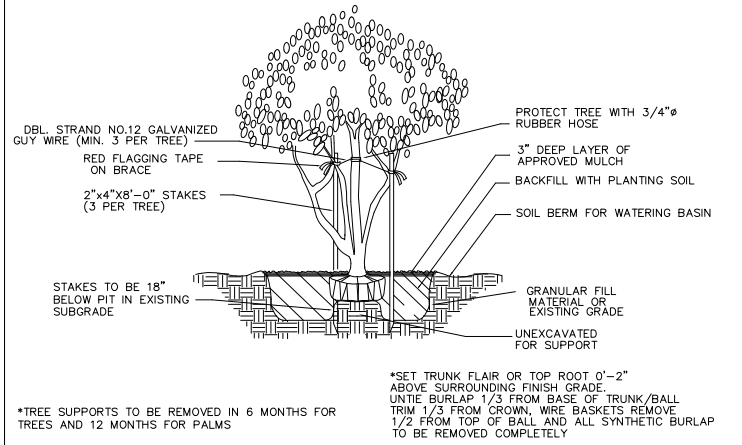 DBL. STRAND NO.12 GALVANIZED
GUY WIRE (MIN. 3 PER TREE)
RED FLAGGING TAPE
ON BRACE
2"x4"X8'-0" STAKES
(3 PER TREE)
STAKES TO BE 18"
BELOW PIT IN EXISTING
SUBGRADE
PROTECT TREE WITH 3/4"ø
RUBBER HOSE
3" DEEP LAYER OF
APPROVED MULCH
BACKFILL WITH PLANTING SOIL
SOIL BERM FOR WATERING BASIN
GRANULAR FILL
MATERIAL OR
EXISTING GRADE
UNEXCAVATED
FOR SUPPORT
*TREE SUPPORTS TO BE REMOVED IN 6 MONTHS FOR
TREES AND 12 MONTHS FOR PALMS
*SET TRUNK FLAIR OR TOP ROOT 0'-2"
ABOVE SURROUNDING FINISH GRADE.
UNTIE BURLAP 1/3 FROM BASE OF TRUNK/BALL
TRIM 1/3 FROM CROWN, WIRE BASKETS REMOVE
1/2 FROM TOP OF BALL AND ALL SYNTHETIC BURLAP
TO BE REMOVED COMPLETELY